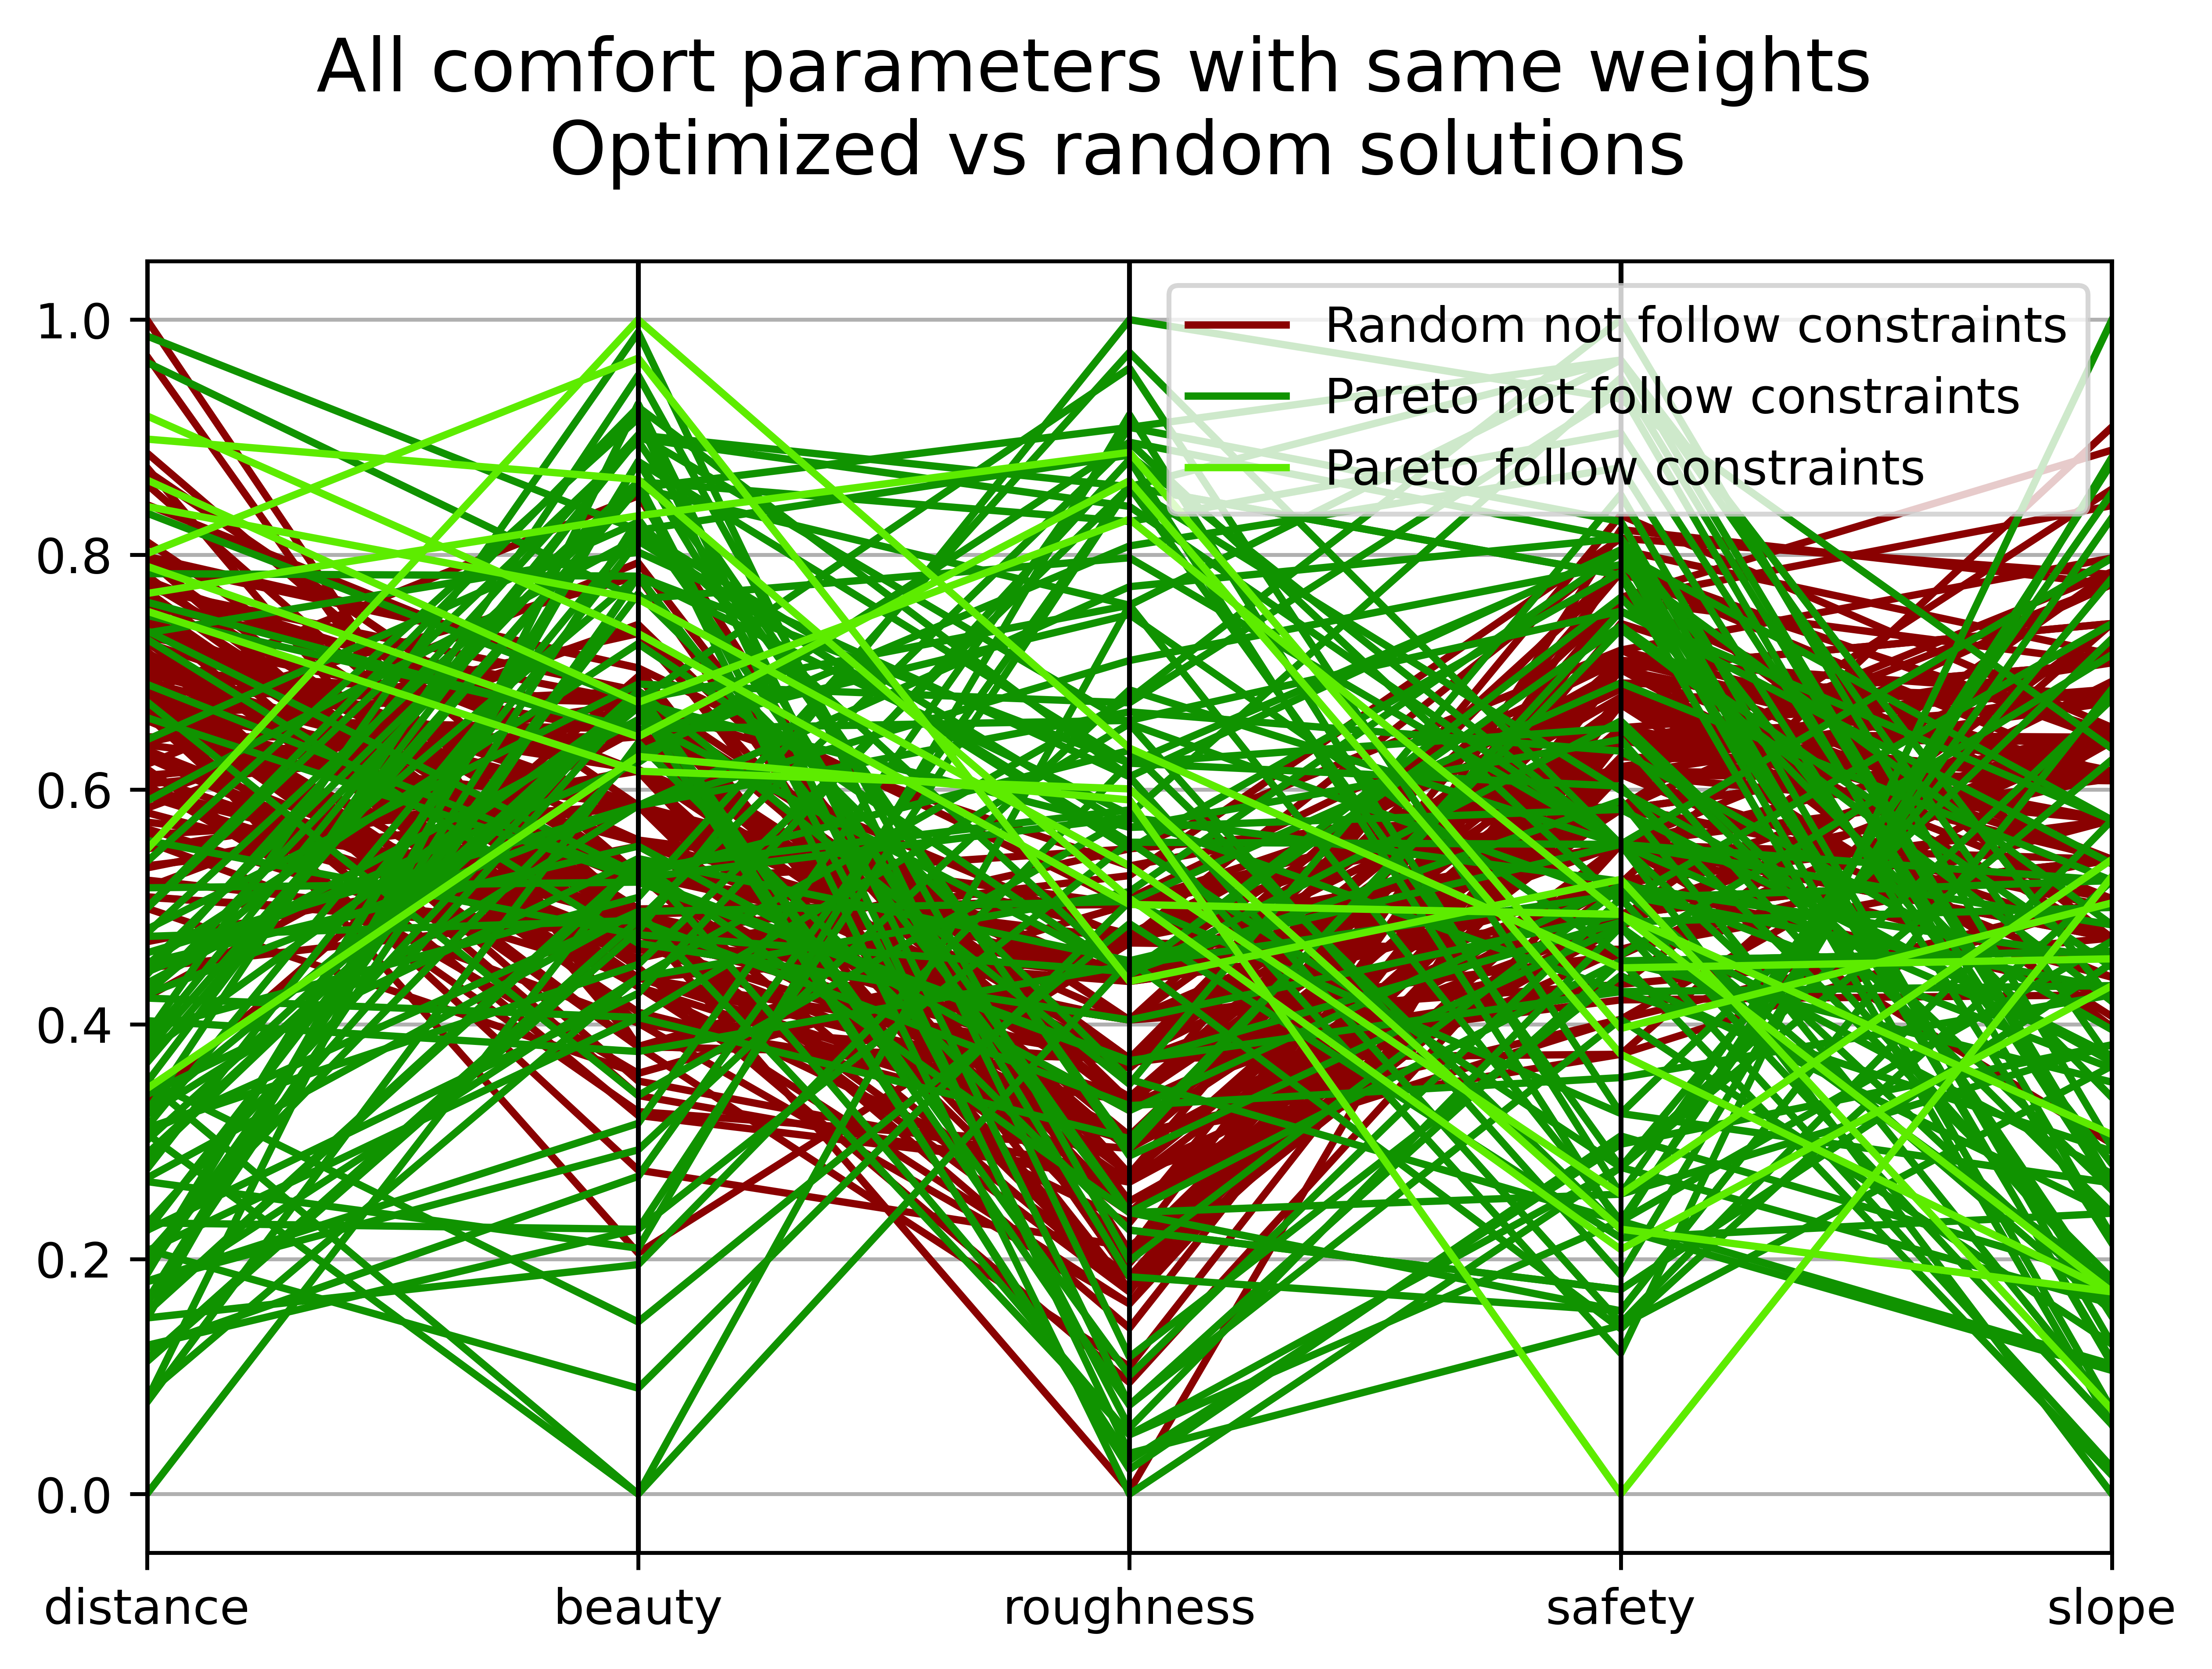 All comfort parameters with same weights
Optimized vs random solutions
1.0
0.8
0.6
0.4
0.2
0.0
Random not follow constraints
Pareto not follow constraints
Pareto follow constraints
distance
beauty
roughness
safety
slope